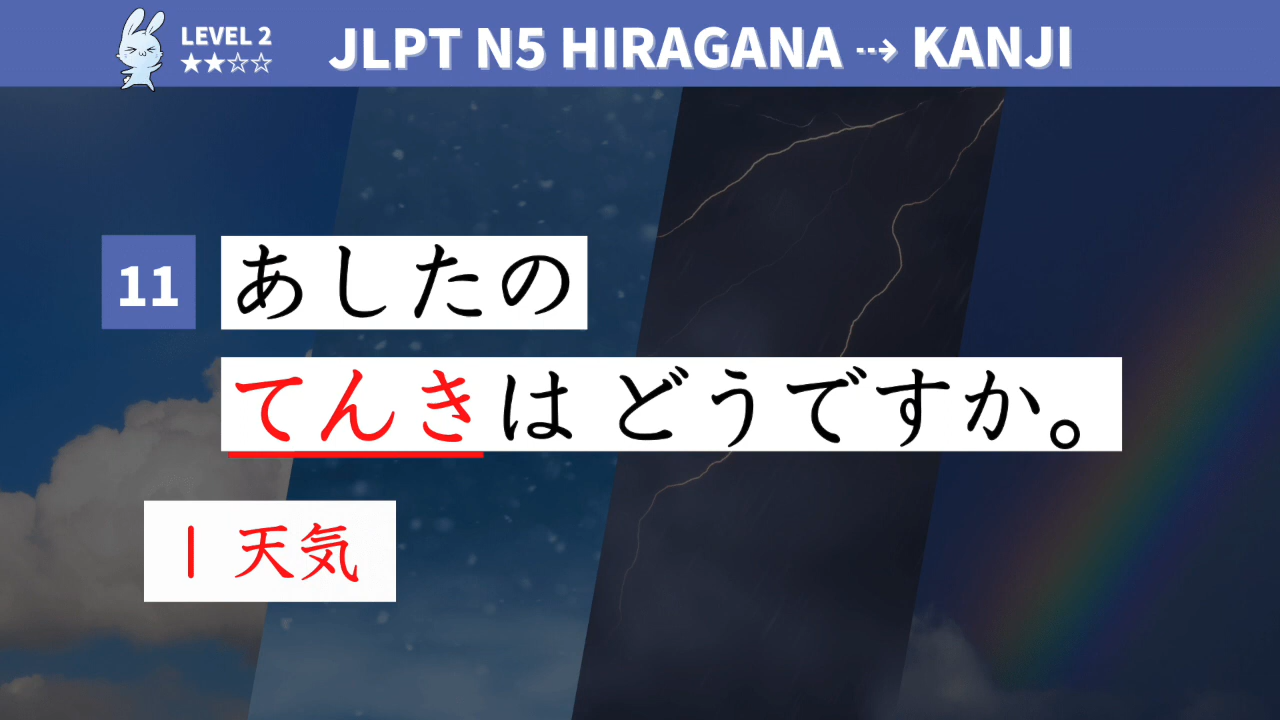 LEVEL 2
★★☆☆
JLPT N5 HIRAGANA ⇢ KANJI
11
あしたの
てんきは どうですか。
1 天気